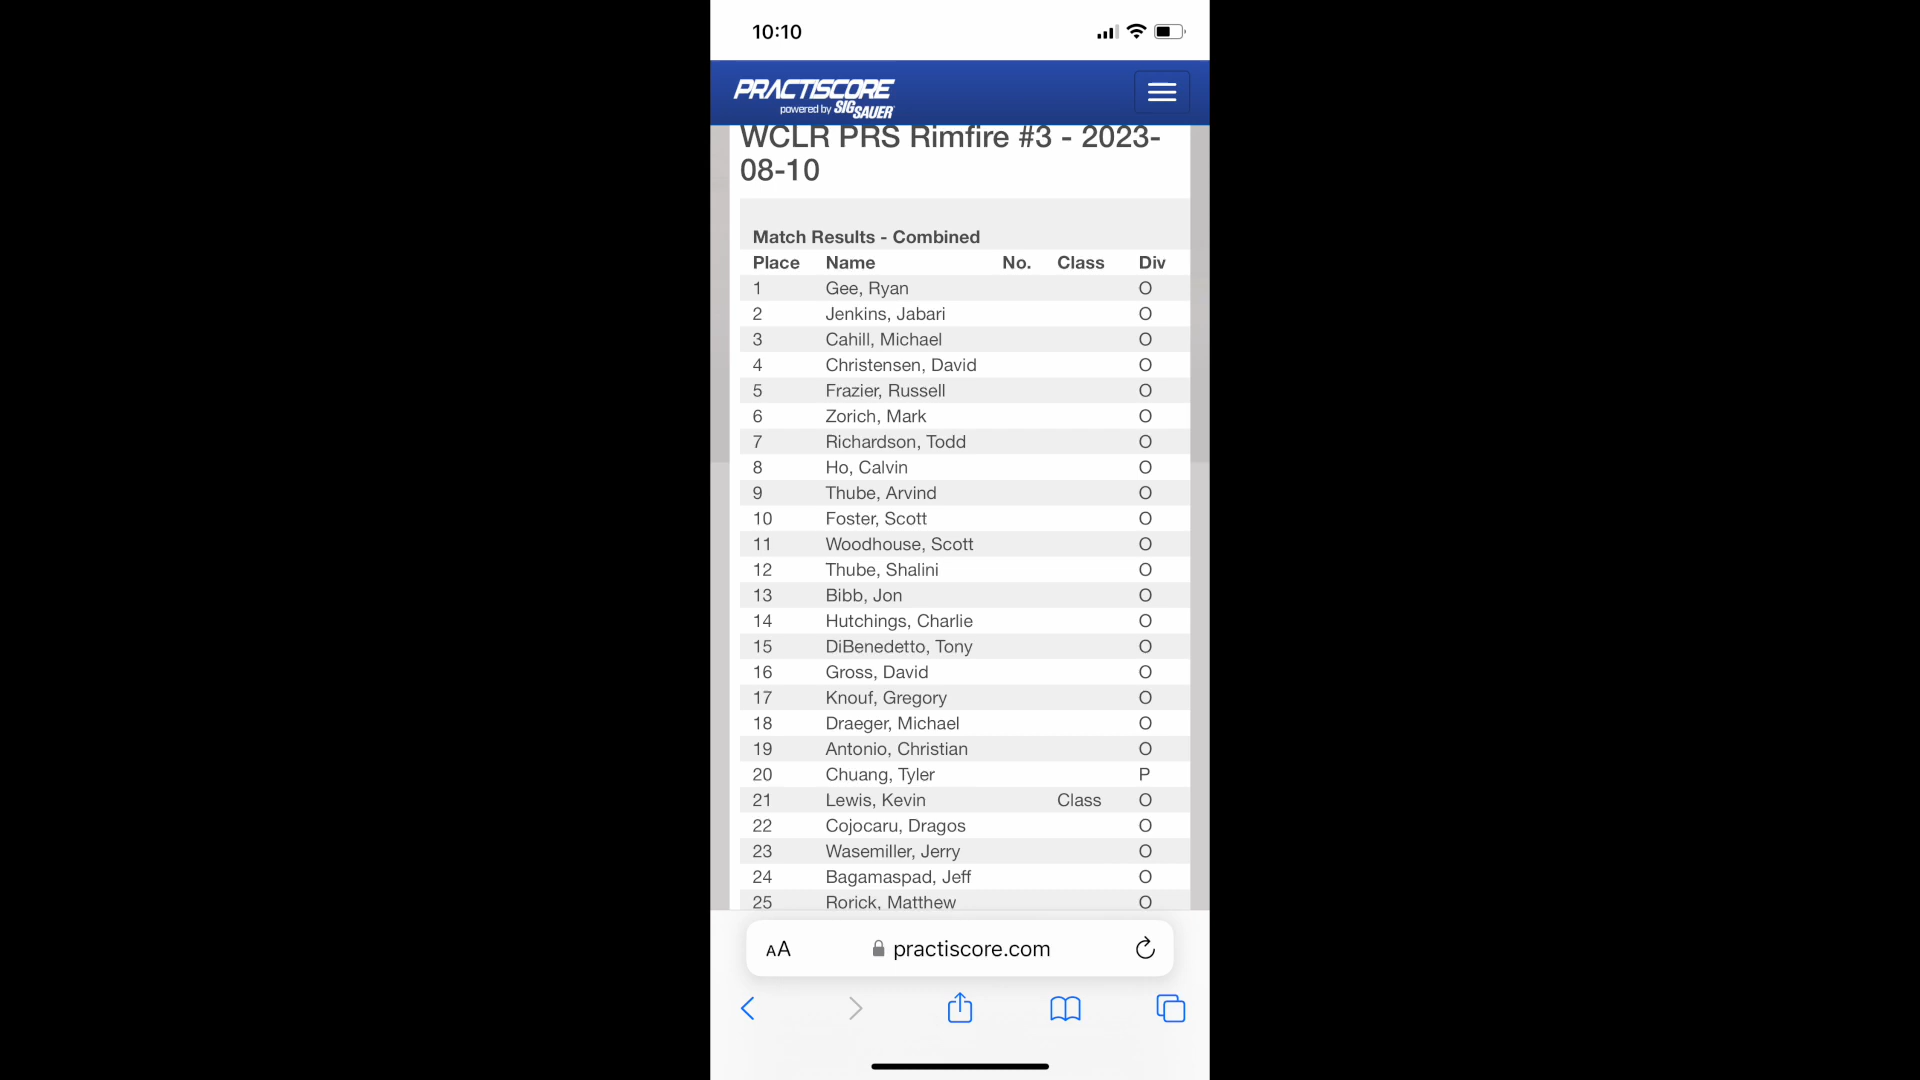 10:10
PRACTISCORE
powered by SIG SAUER
WCLR PRS Rimfire #3 - 2023-
08-10
Match Results - Combined
Place Name No. Class Div
1 Gee, Ryan O
2 Jenkins, Jabari O
3 Cahill, Michael O
4 Christensen, David O
5 Frazier, Russell O
6 Zorich, Mark O
7 Richardson, Todd O
8 Ho, Calvin O
9 Thube, Arvind O
10 Foster, Scott O
11 Woodhouse, Scott O
12 Thube, Shalini O
13 Bibb, Jon O
14 Hutchings, Charlie O
15 DiBenedetto, Tony O
16 Gross, David O
17 Knouf, Gregory O
18 Draeger, Michael O
19 Antonio, Christian O
20 Chuang, Tyler P
21 Lewis, Kevin Class O
22 Cojocaru, Dragos O
23 Wasemiller, Jerry O
24 Bagamaspad, Jeff O
25 Rorick, Matthew O
AA practiscore.com